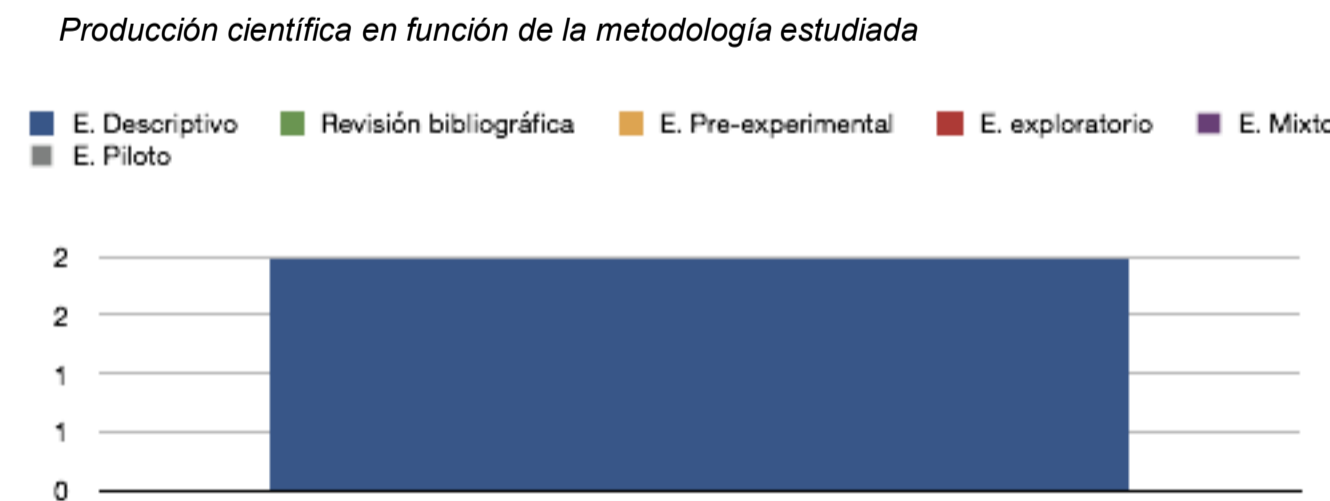 Producción científica en función de la metodología estudiada
E. Descriptivo Revisión bibliográfica E. Pre-experimental E. exploratorio E. Mixto
E. Piloto
2
2
1
1
0